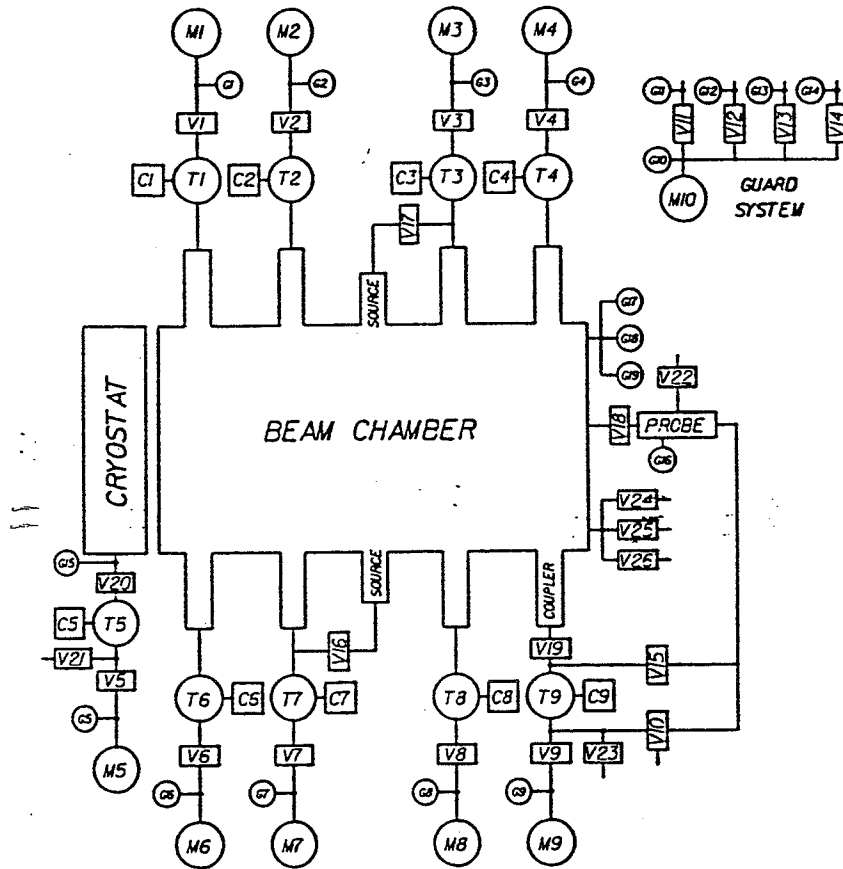 M1 M2 M3 M4
G1 G2 G3 G4
G11 G12 G13 G14
V1 V2 V3 V4
V11 V12 V13 V14
C1 T1 C2 T2 C3 T3 C4 T4
G10
M10
GUARD
SYSTEM
V17
SOURCE
G17
G18
G19
V22
CRYOSTAT
BEAM CHAMBER
V18
PROBE
G16
V24
V25
V26
SOURCE
COUPLER
G15
V20
C5 T5
V21
V5
G5
M5
V16
V19
V15
T6 C5 T7 C7 T8 C8 T9 C9
V10
V6 V7 V8 V9 V23
G6 G7 G8 G9
M6 M7 M8 M9